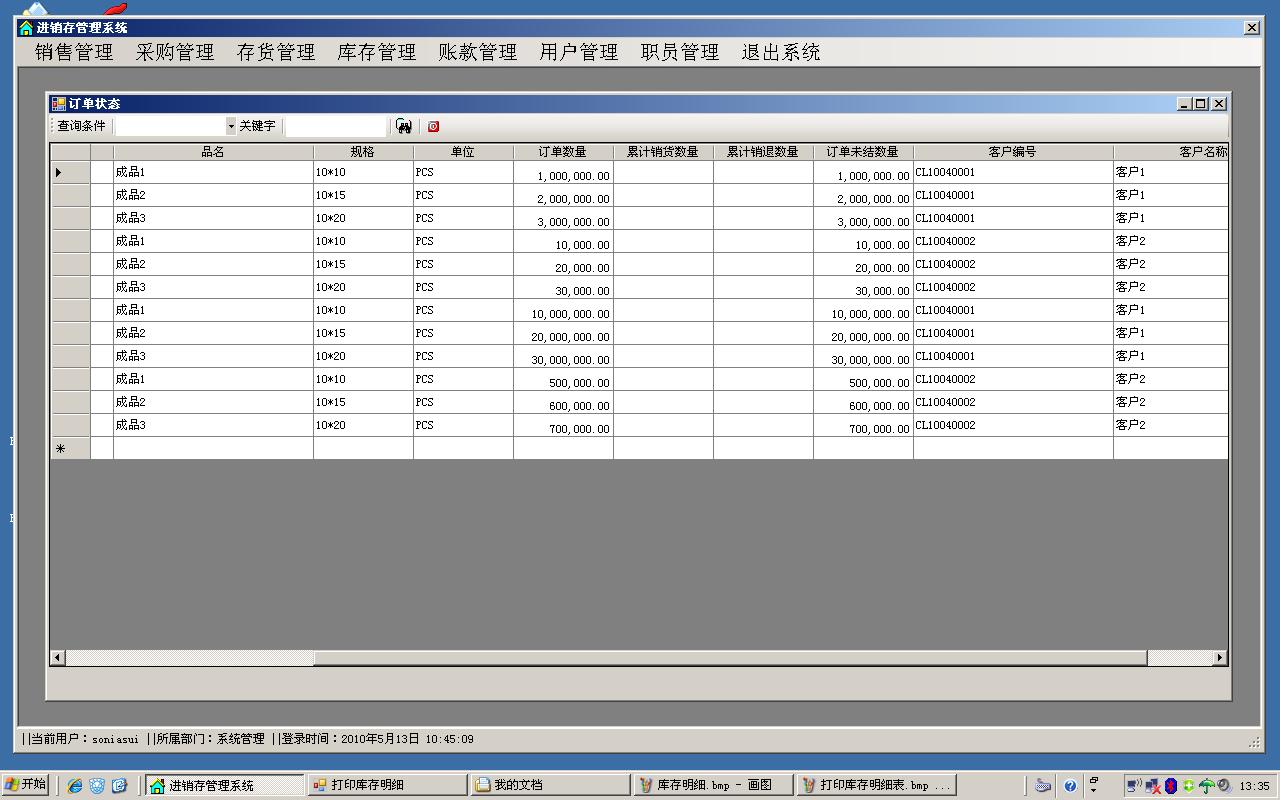 进销存管理系统
销售管理 采购管理 存货管理 库存管理 账款管理 用户管理 职员管理 退出系统
订单状态
查询条件 关键字
品名 规格 单位 订单数量 累计销货数量 累计销退数量 订单未结数量 客户编号 客户名称
成品1 10*10 PCS 1,000,000.00 1,000,000.00 CL10040001 客户1
成品2 10*15 PCS 2,000,000.00 2,000,000.00 CL10040001 客户1
成品3 10*20 PCS 3,000,000.00 3,000,000.00 CL10040001 客户1
成品1 10*10 PCS 10,000.00 10,000.00 CL10040002 客户2
成品2 10*15 PCS 20,000.00 20,000.00 CL10040002 客户2
成品3 10*20 PCS 30,000.00 30,000.00 CL10040002 客户2
成品1 10*10 PCS 10,000,000.00 10,000,000.00 CL10040001 客户1
成品2 10*15 PCS 20,000,000.00 20,000,000.00 CL10040001 客户1
成品3 10*20 PCS 30,000,000.00 30,000,000.00 CL10040001 客户1
成品1 10*10 PCS 500,000.00 500,000.00 CL10040002 客户2
成品2 10*15 PCS 600,000.00 600,000.00 CL10040002 客户2
成品3 10*20 PCS 700,000.00 700,000.00 CL10040002 客户2
||当前用户：soniasui ||所属部门：系统管理 ||登录时间：2010年5月13日 10:45:09
开始 进销存管理系统 打印库存明细 我的文档 库存明细.bmp - 画图 打印库存明细表.bmp ... 13:35